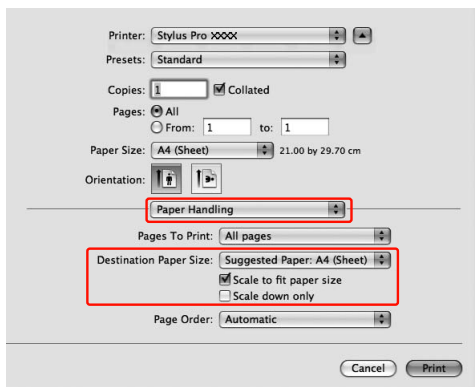 Printer: Stylus Pro XXXX
Presets: Standard
Copies: 1 Collated
Pages: All
From: 1 to: 1
Paper Size: A4 (Sheet) 21.00 by 29.70 cm
Orientation:
Paper Handling
Pages To Print: All pages
Destination Paper Size: Suggested Paper: A4 (Sheet)
Scale to fit paper size
Scale down only
Page Order: Automatic
Cancel Print